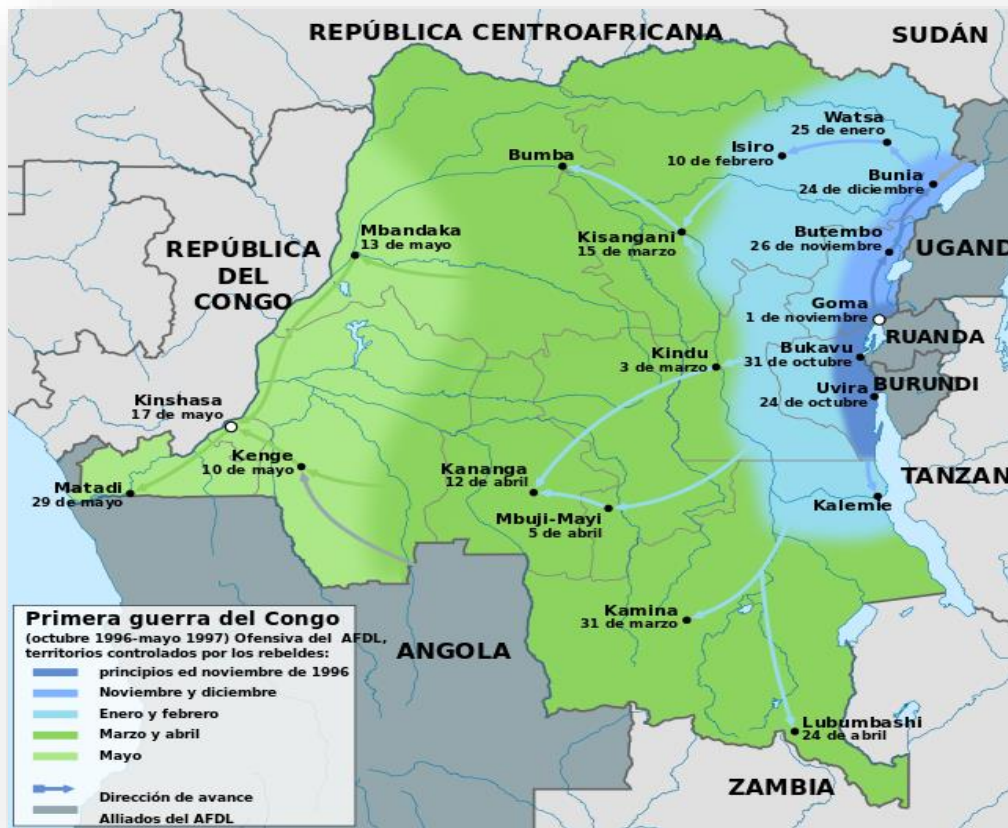 REPÚBLICA CENTROAFRICANA
SUDÁN
Watsa
25 de enero
Isiro
10 de febrero
Bumba
Bunia
24 de diciembre
Mbandaka
13 de mayo
Kisangani
15 de marzo
Butembo
26 de noviembre
REPÚBLICA
DEL
CONGO
UGAND
Goma
1 de noviembre
RUANDA
Kindu
3 de marzo
Bukavu
31 de octubre
Uvira
24 de octubre
BURUNDI
Kinshasa
17 de mayo
Kenge
10 de mayo
Kananga
12 de abril
Matadi
29 de mayo
Mbuji-Mayi
5 de abril
Kalemie
TANZAN
Kamina
31 de marzo
ANGOLA
Lubumbashi
24 de abril
ZAMBIA
Primera guerra del Congo
(octubre 1996-mayo 1997) Ofensiva del AFDL,
territorios controlados por los rebeldes:
principios ed noviembre de 1996
Noviembre y diciembre
Enero y febrero
Marzo y abril
Mayo
Dirección de avance
Alliados del AFDL